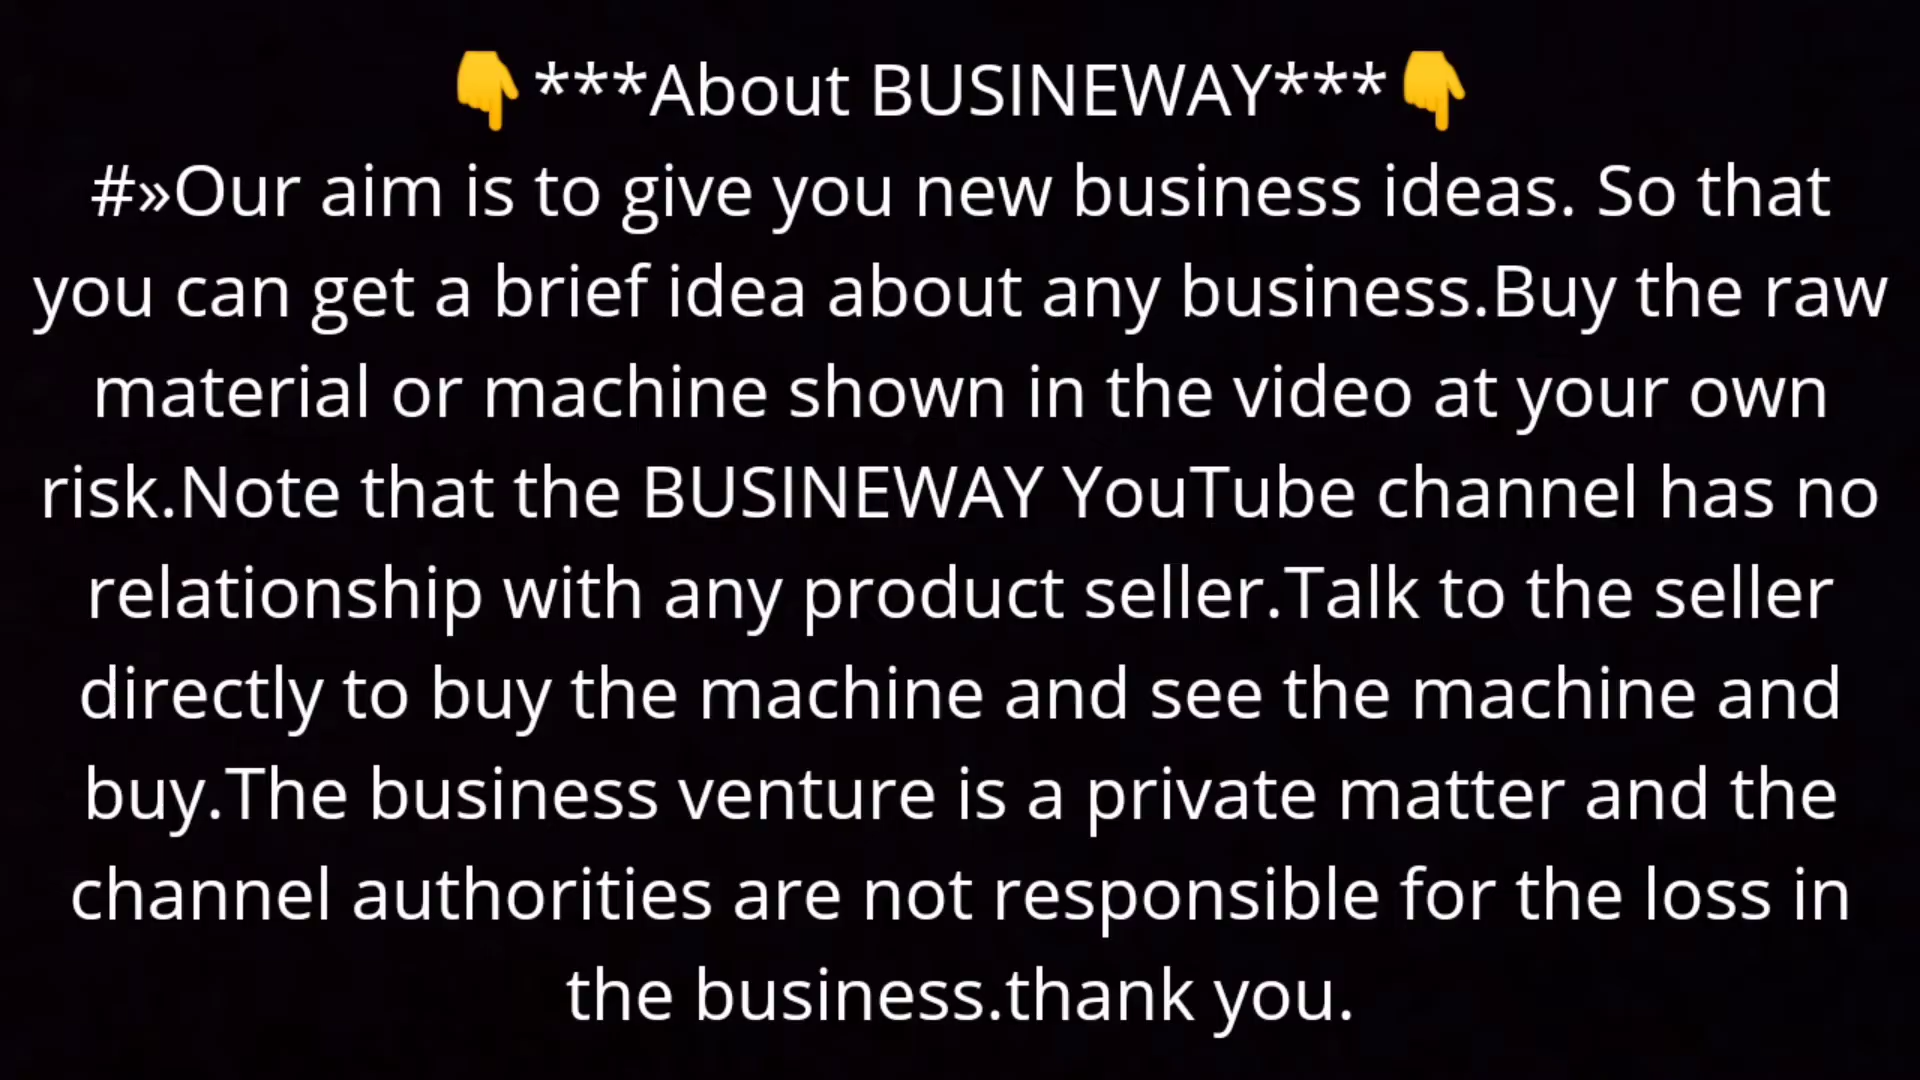 👇***About BUSINEWAY***👇
#»Our aim is to give you new business ideas. So that
you can get a brief idea about any business.Buy the raw
material or machine shown in the video at your own
risk.Note that the BUSINEWAY YouTube channel has no
relationship with any product seller.Talk to the seller
directly to buy the machine and see the machine and
buy.The business venture is a private matter and the
channel authorities are not responsible for the loss in
the business.thank you.